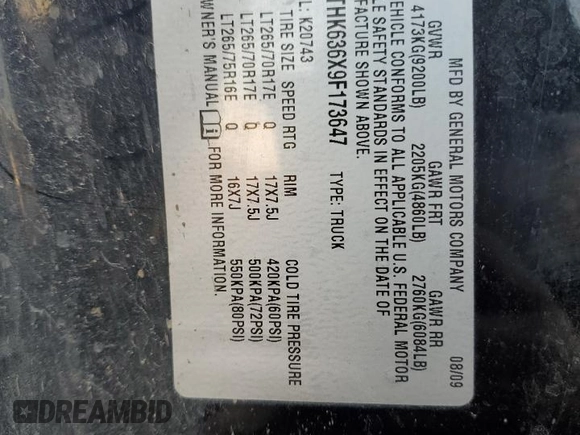 MFD BY GENERAL MOTORS COMPANY 08/09
GVWR GAWR FRT GAWR RR
4173KG(9200LB) 2205KG(4860LB) 2760KG(6084LB)
VEHICLE CONFORMS TO ALL APPLICABLE U.S. FEDERAL MOTOR
LE SAFETY STANDARDS IN EFFECT ON THE DATE OF
FACTURE SHOWN ABOVE.
THK636X9F173647 TYPE: TRUCK
L: K20743
TIRE SIZE SPEED RTG RIM COLD TIRE PRESSURE
LT265/70R17E Q 17X7.5J 420KPA(60PSI)
LT265/70R17E Q 17X7.5J 500KPA(72PSI)
LT265/75R16E Q 16X7J 550KPA(80PSI)
OWNER'S MANUAL i FOR MORE INFORMATION.
DREAMBID